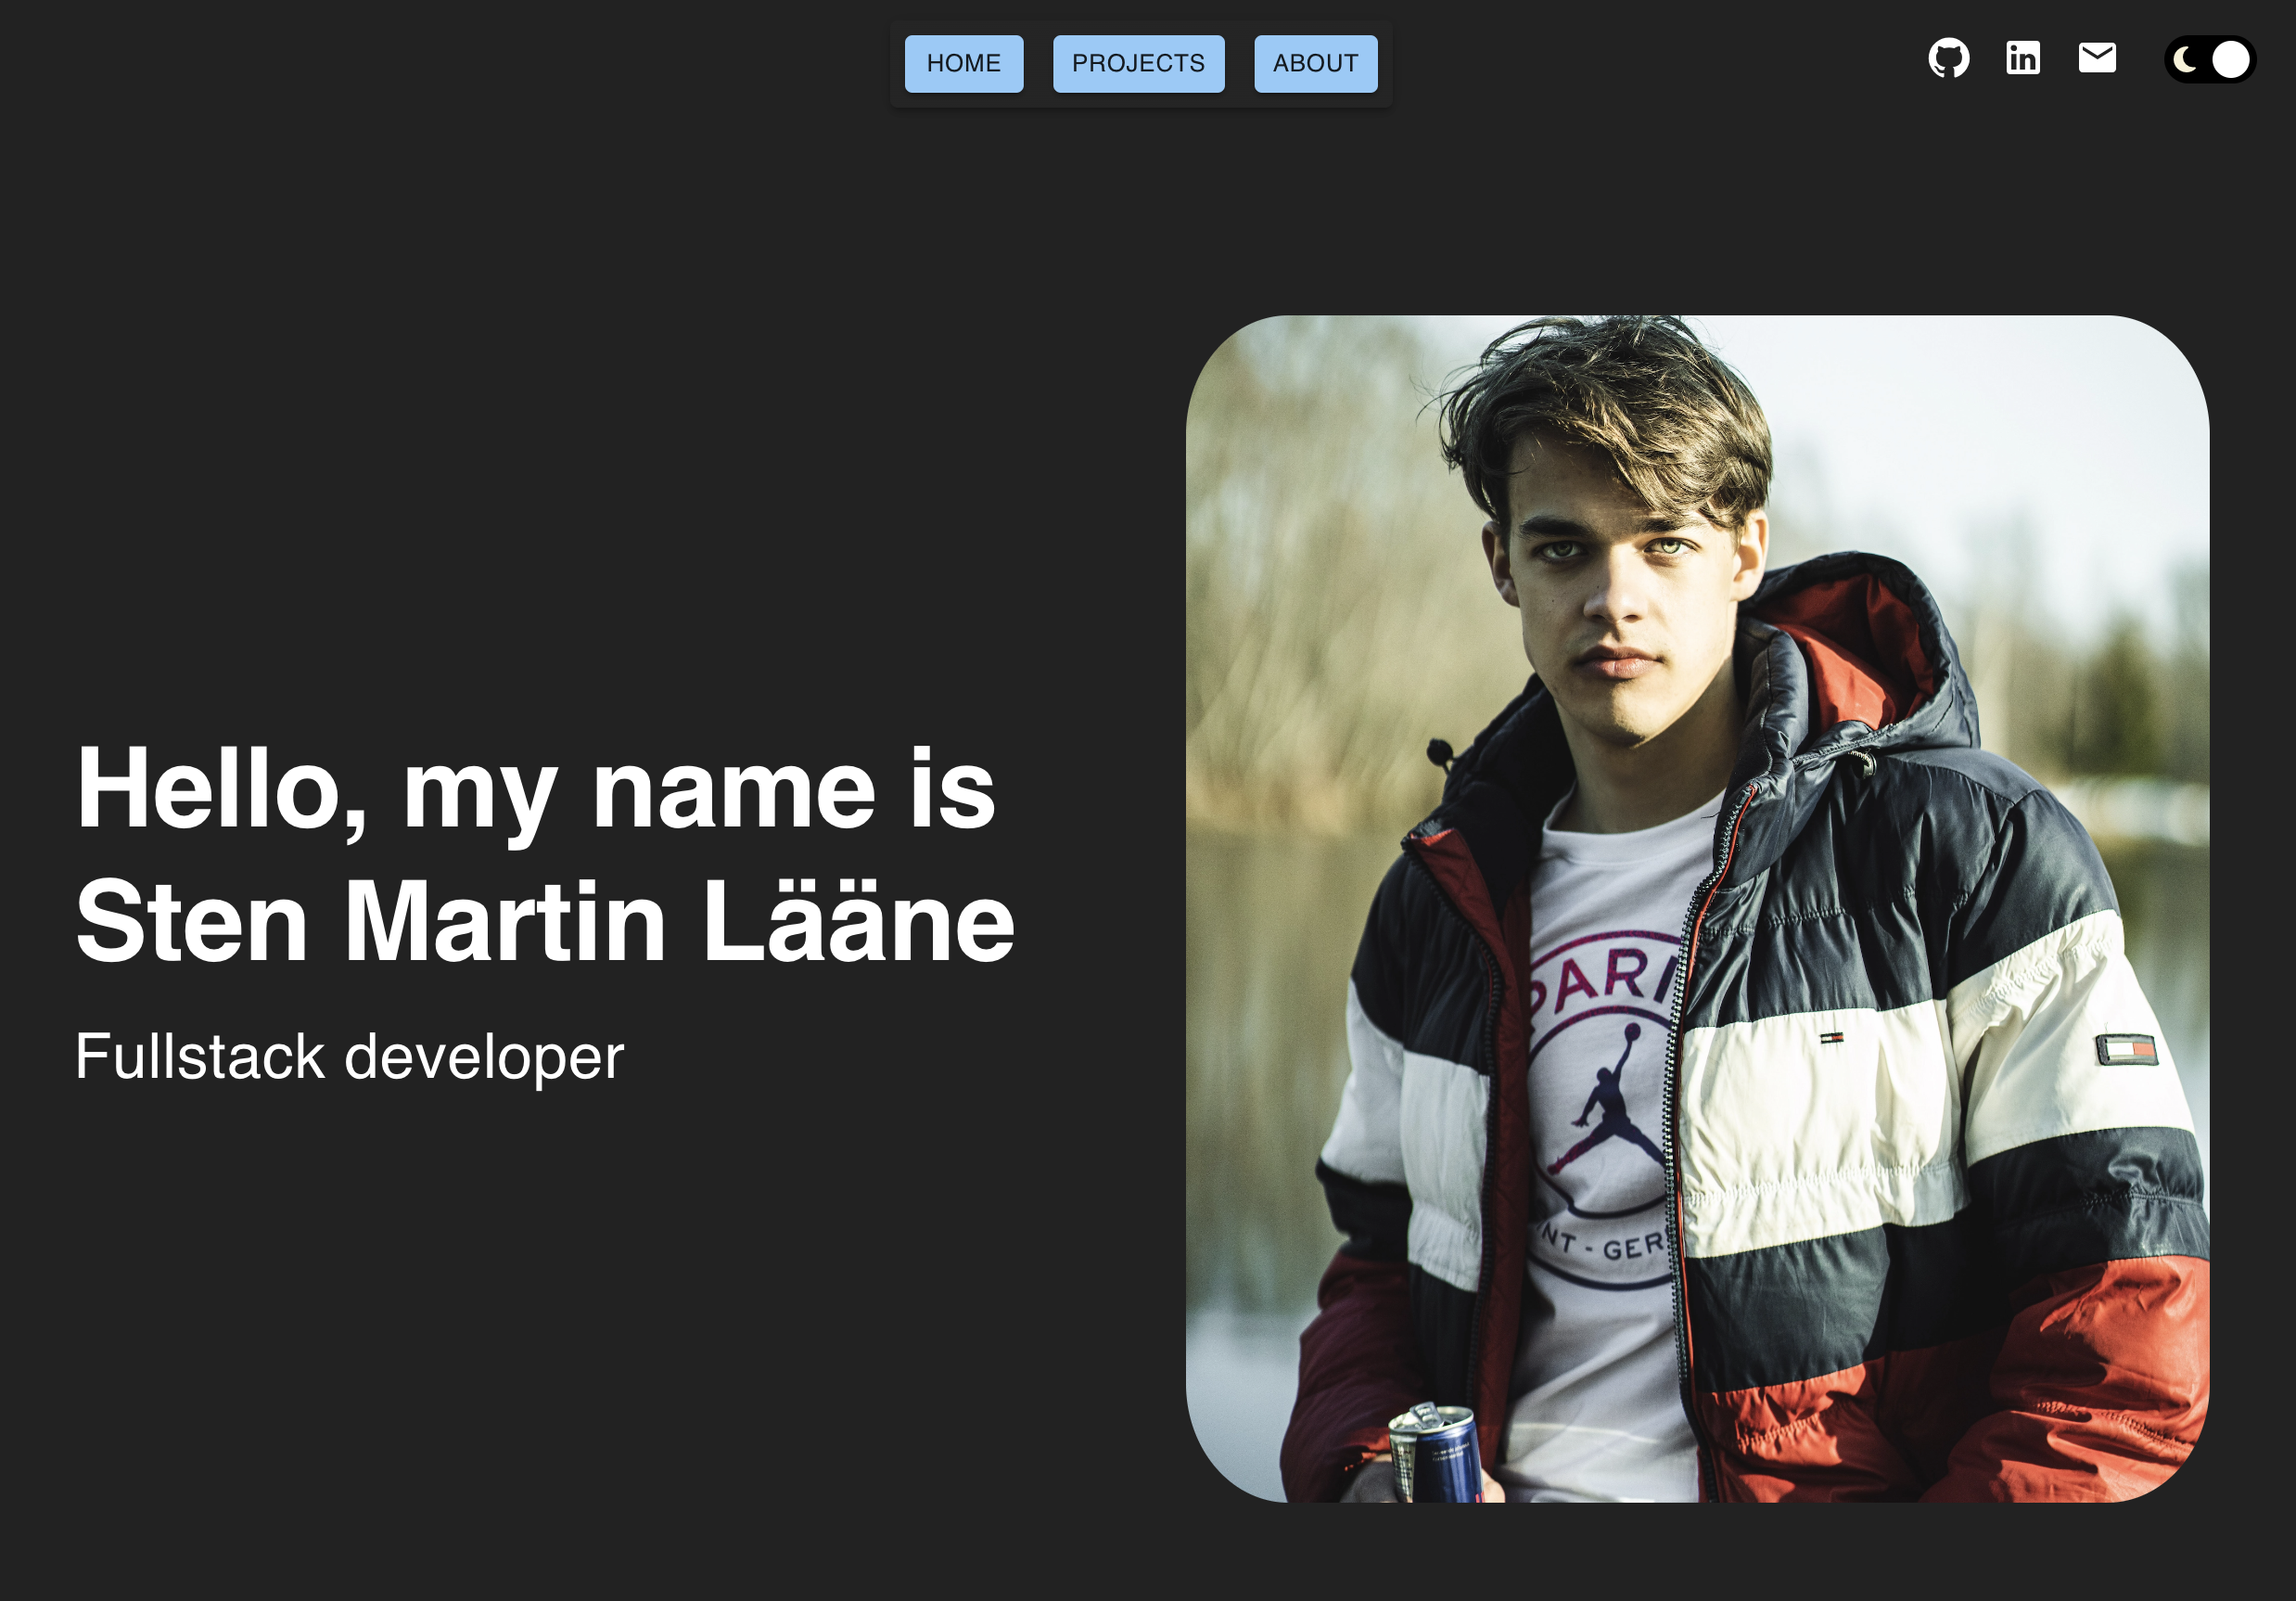 HOME PROJECTS ABOUT
Hello, my name is
Sten Martin Lääne
Fullstack developer
PARI
NT - GER